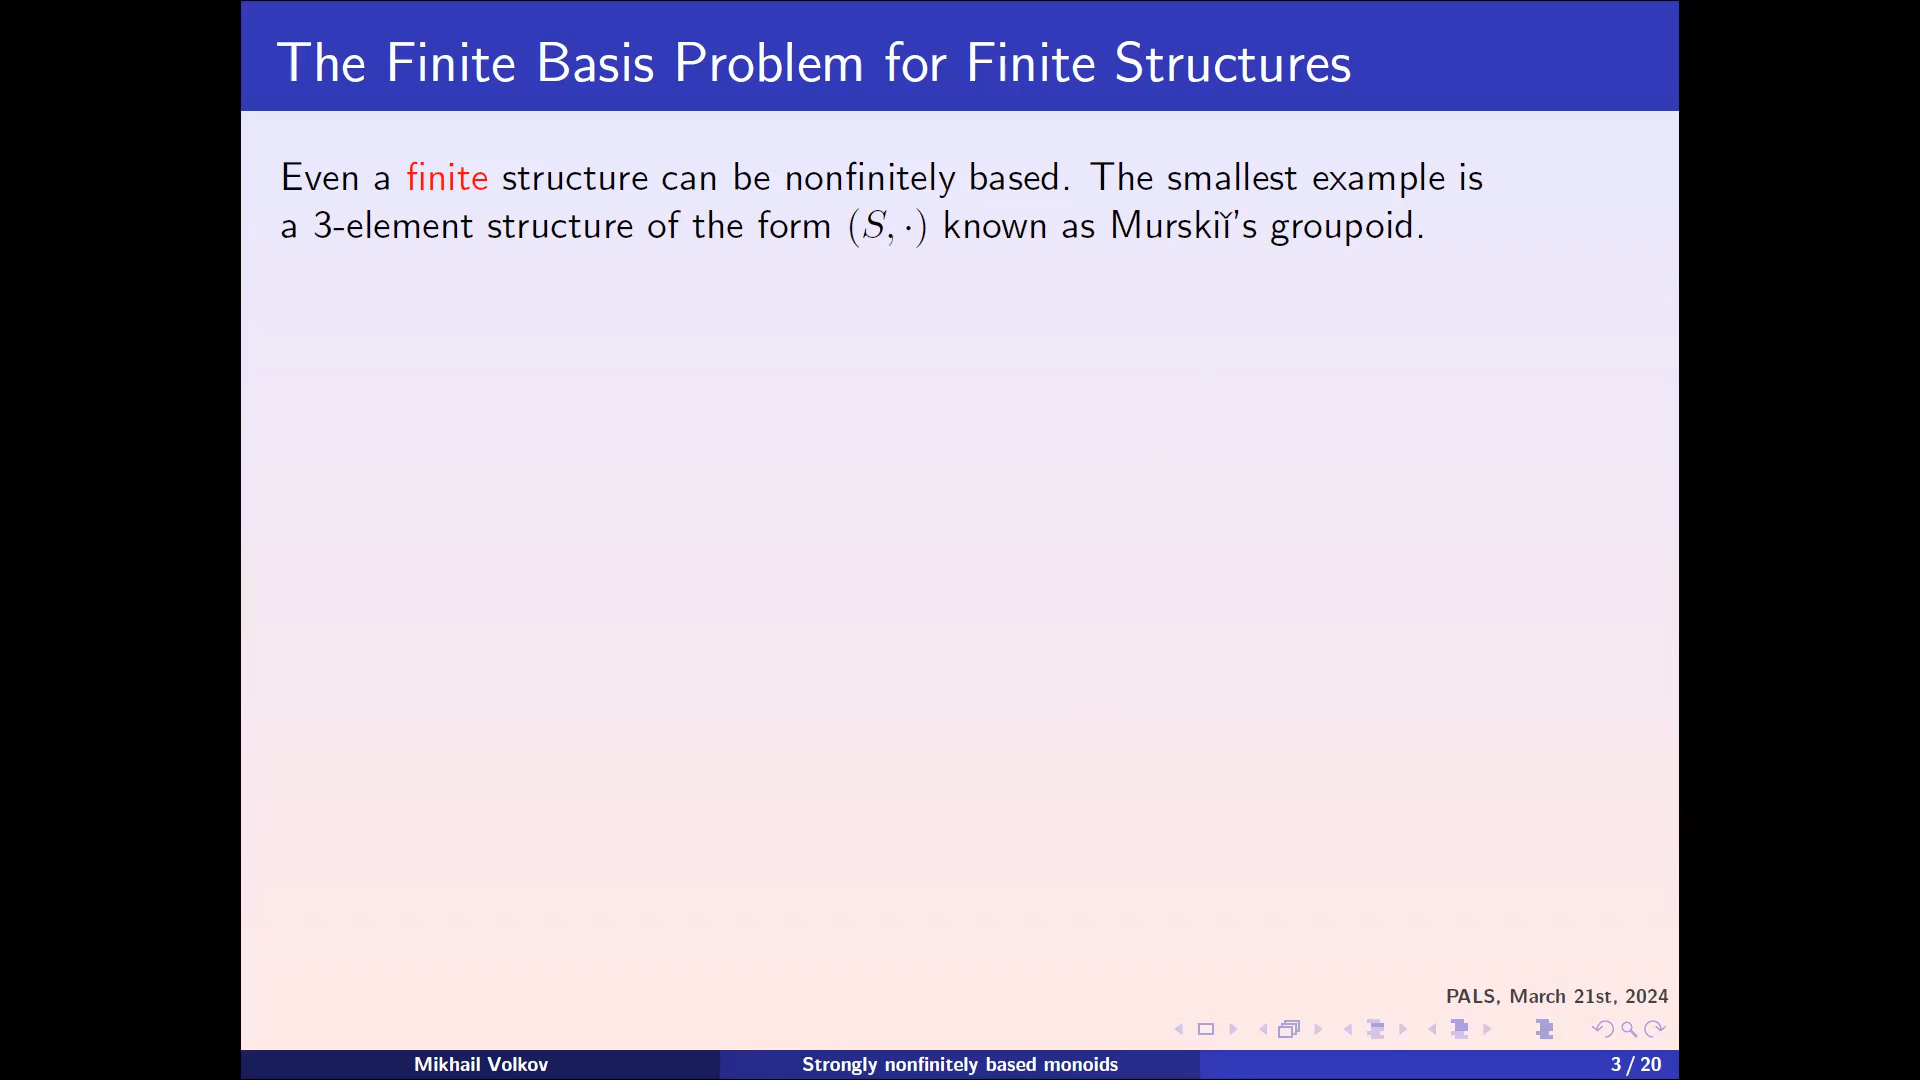 The Finite Basis Problem for Finite Structures
Even a finite structure can be nonfinitely based. The smallest example is
a 3-element structure of the form (S, ·) known as Murskiĭ's groupoid.
PALS, March 21st, 2024
Mikhail Volkov
Strongly nonfinitely based monoids
3 / 20